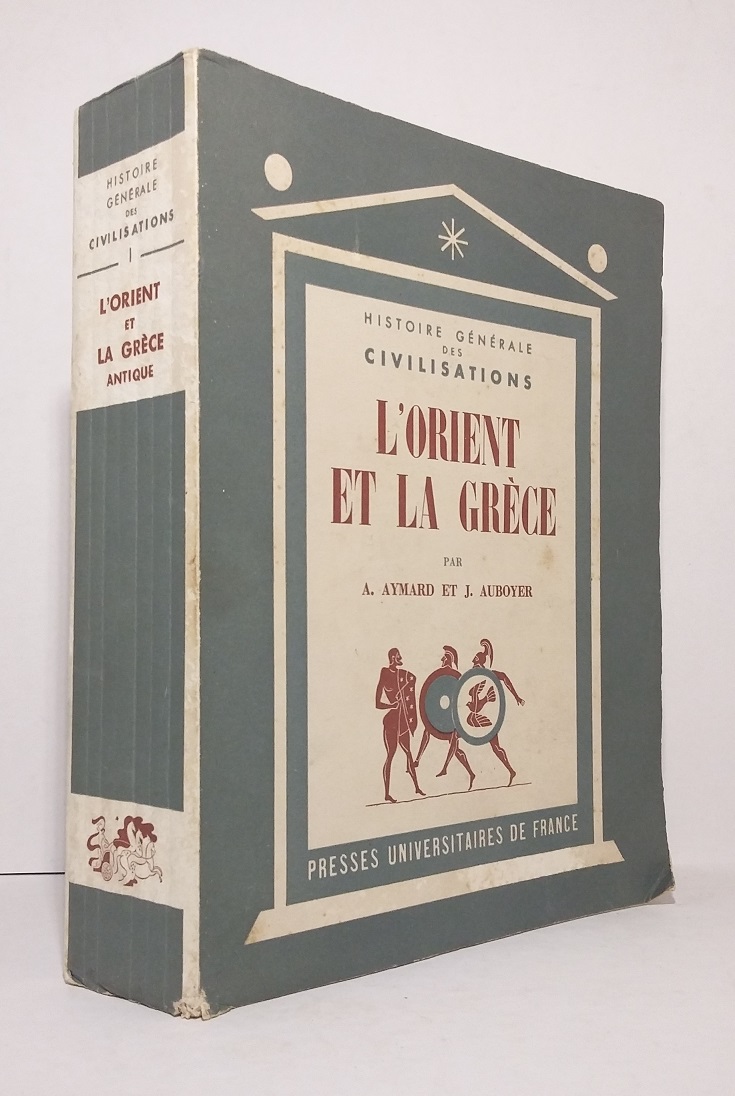 HISTOIRE
GÉNÉRALE
DES
CIVILISATIONS
I
L'ORIENT
ET
LA GRÈCE
ANTIQUE
HISTOIRE GÉNÉRALE
DES
CIVILISATIONS
L'ORIENT
ET LA GRÈCE
PAR
A. AYMARD ET J. AUBOYER
PRESSES UNIVERSITAIRES DE FRANCE